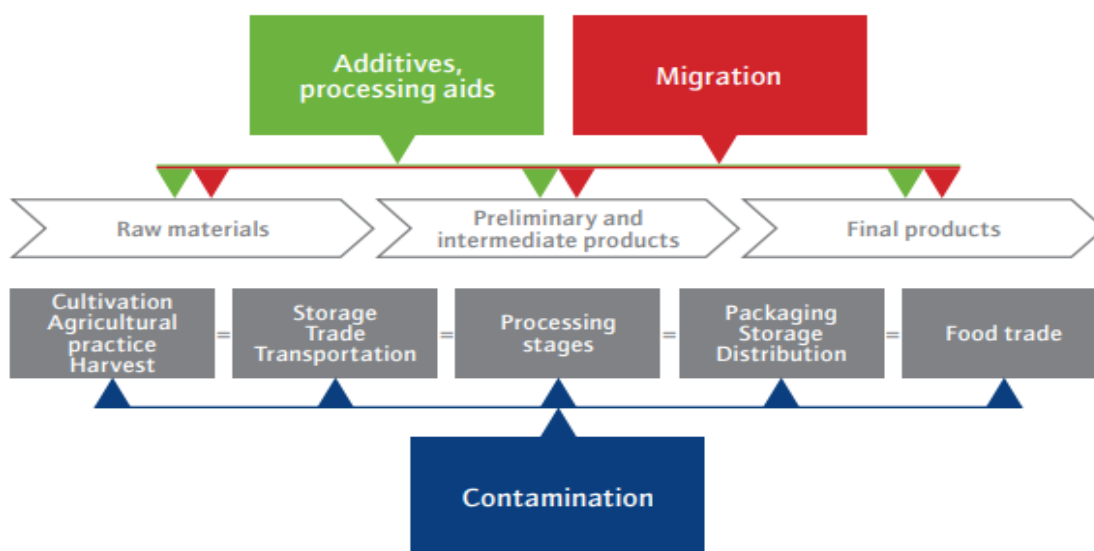 Additives,
processing aids
Migration
Raw materials
Preliminary and
intermediate products
Final products
Cultivation
Agricultural
practice
Harvest
=
Storage
Trade
Transportation
=
Processing
stages
=
Packaging
Storage
Distribution
=
Food trade
Contamination